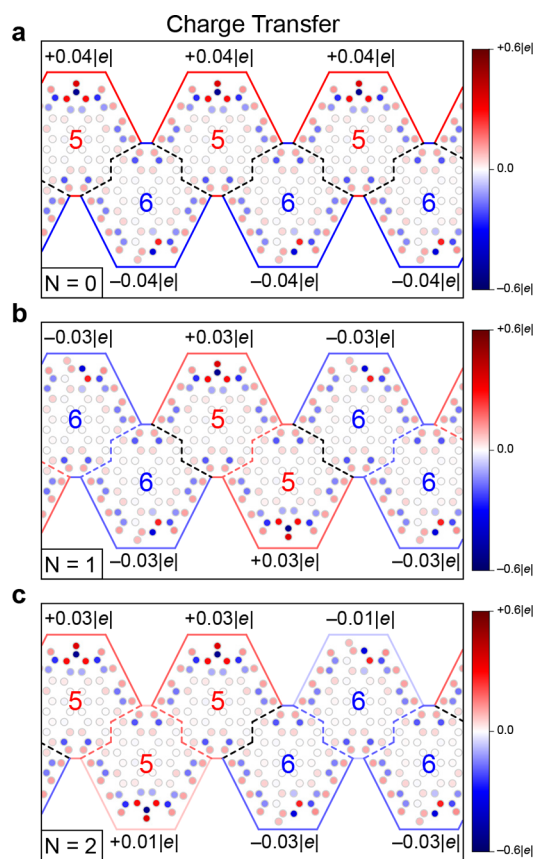 Charge Transfer
a
+0.04|e| +0.04|e| +0.04|e|
5 5 5
6 6 6
N = 0
–0.04|e| –0.04|e| –0.04|e|
+0.6|e|
0.0
–0.6|e|
b
–0.03|e| +0.03|e| –0.03|e|
6 5 6
6 5 6
N = 1
–0.03|e| +0.03|e| –0.03|e|
+0.6|e|
0.0
–0.6|e|
c
+0.03|e| +0.03|e| –0.01|e|
5 5 6
5 6 6
N = 2
+0.01|e| –0.03|e| –0.03|e|
+0.6|e|
0.0
–0.6|e|